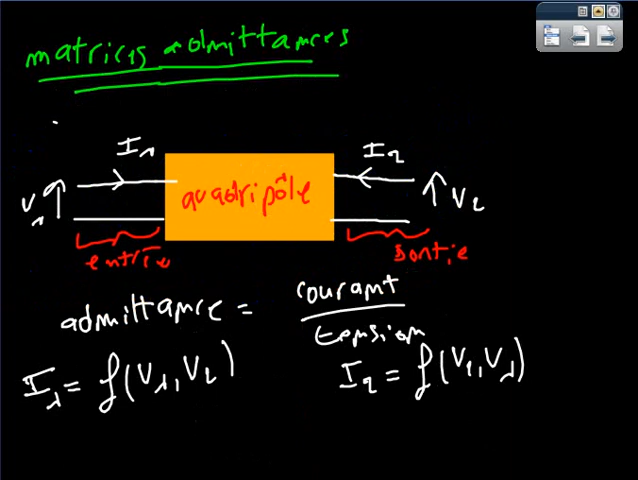 matrices admittances
I1 I2
V1 quadripôle V2
entrée sortie
admittance = courant
tension
I1 = f(V1, V2) I2 = f(V1, V2)